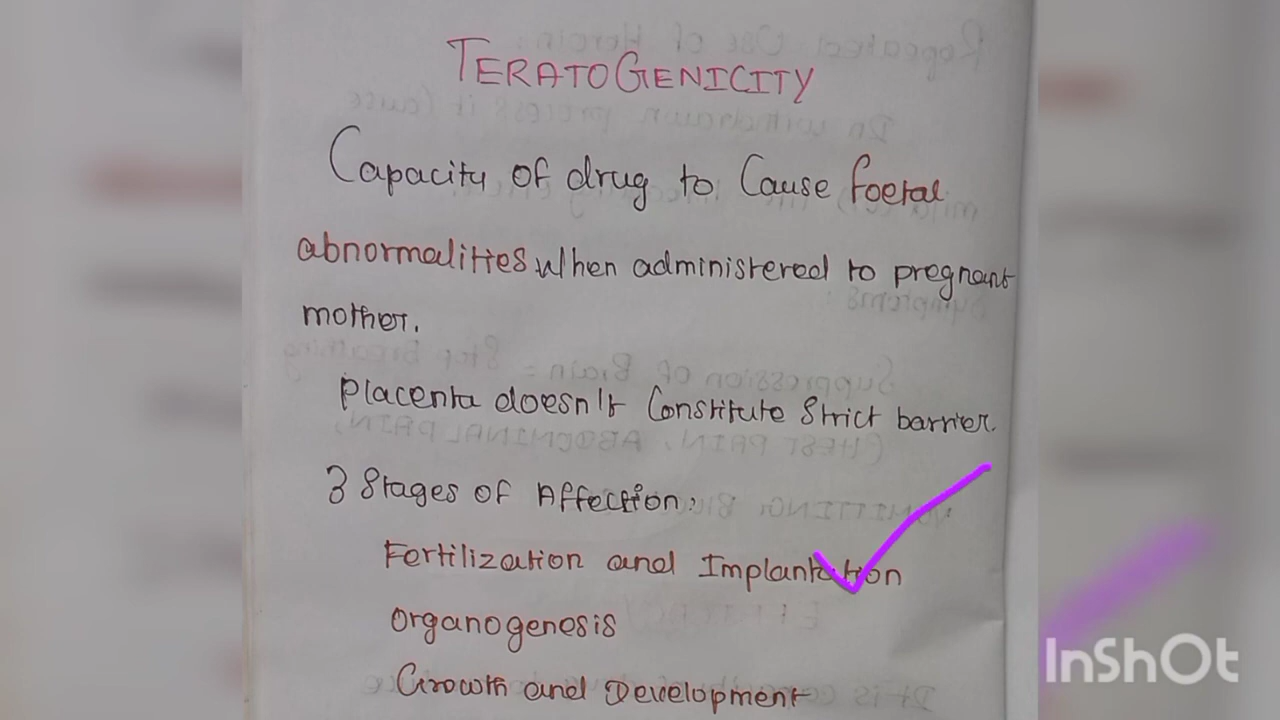 TERATOGENICITY
Capacity of drug to Cause foetal
abnormalities when administered to pregnant
mother.
placenta doesn't Constitute Strict barrier.
3 Stages of Affection:
Fertilization and Implantation
Organogenesis
Growth and Development
InShOt